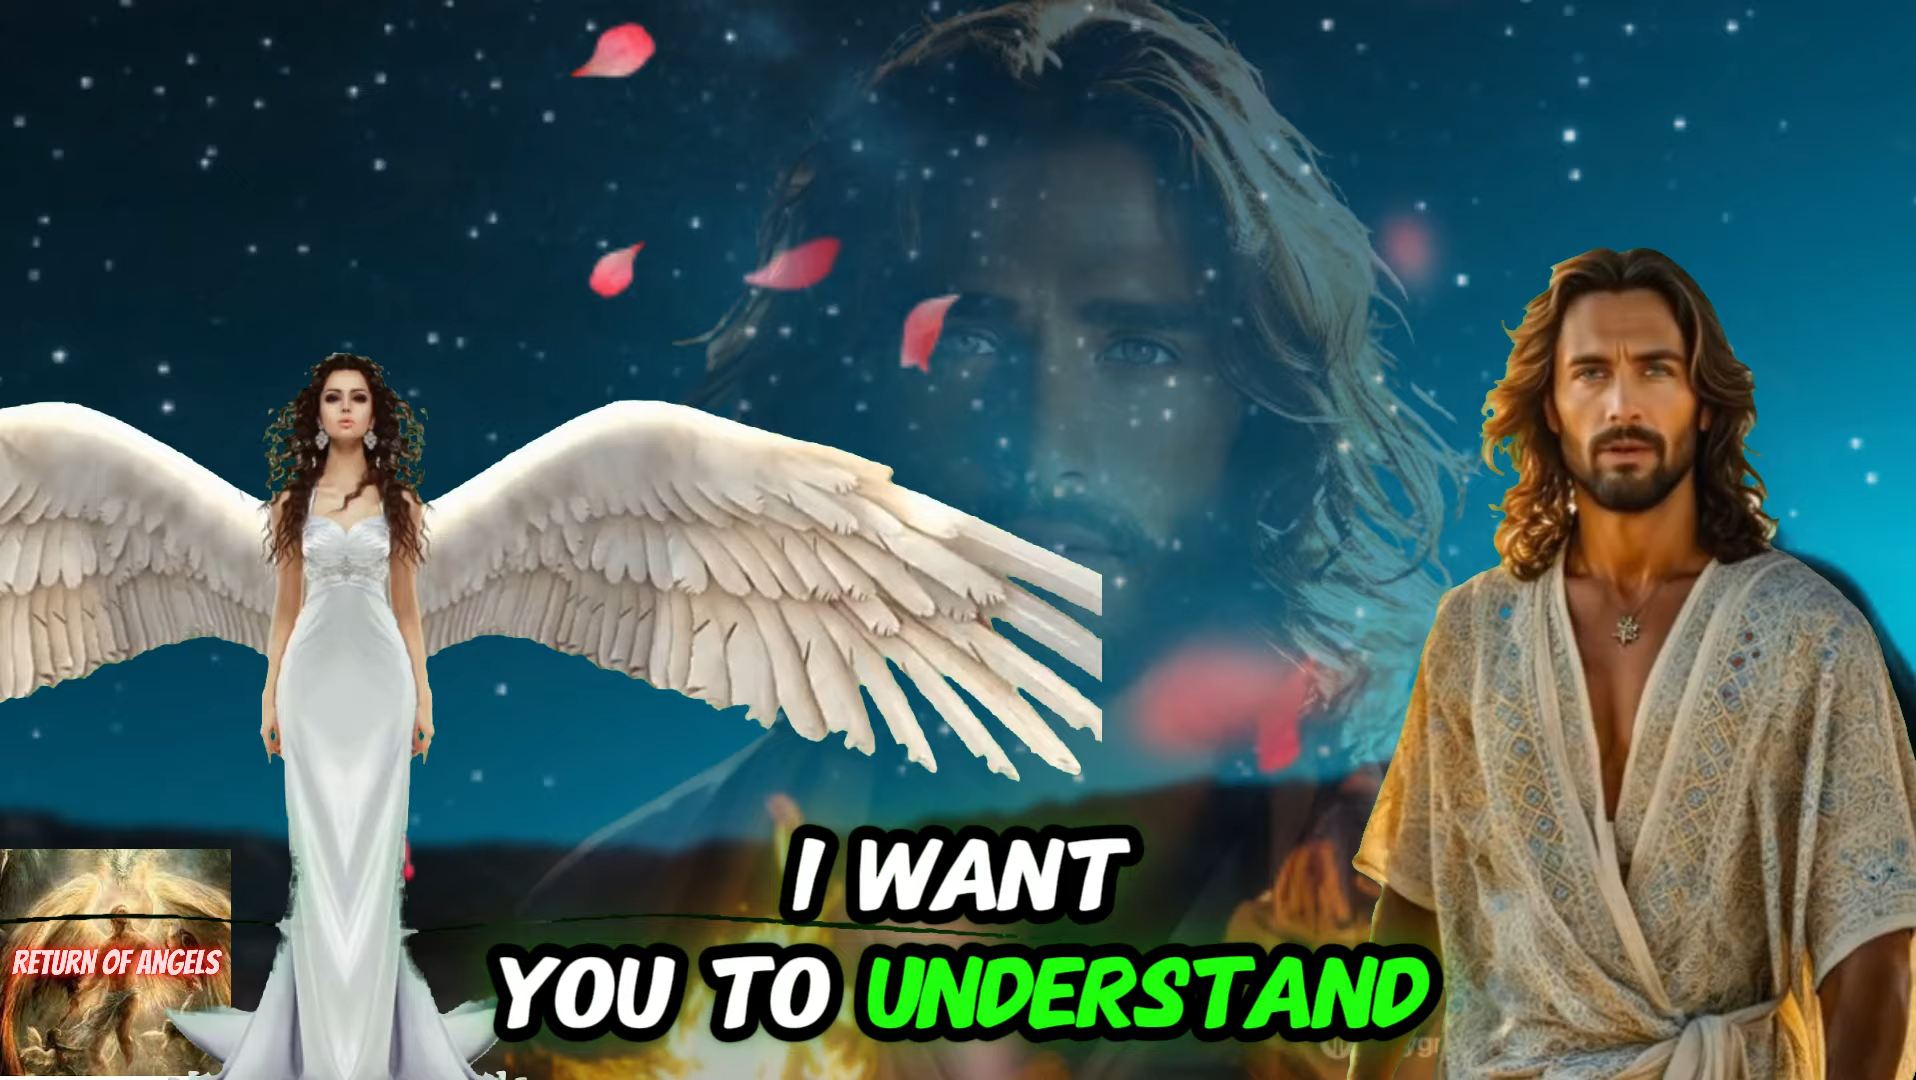 I WANT
YOU TO UNDERSTAND
RETURN OF ANGELS